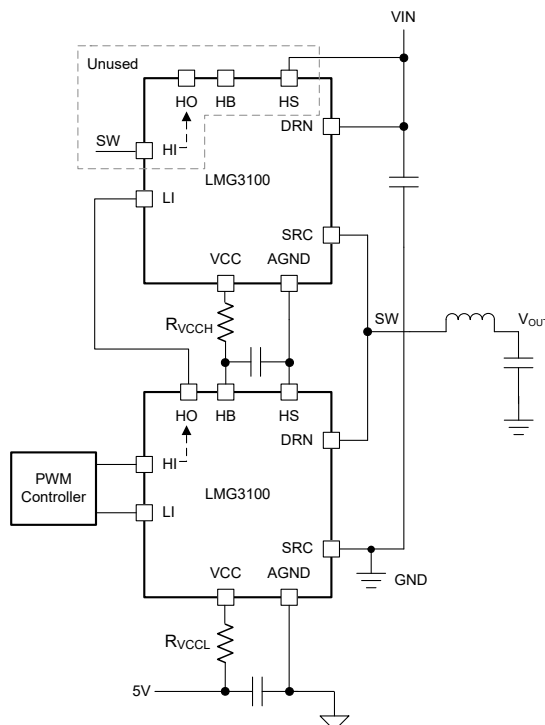 VIN
Unused
HO HB HS
DRN
SW
HI
LMG3100
LI
SRC
VCC AGND
RVCCH
SW
VOUT
HO HB HS
DRN
PWM
Controller
HI
LMG3100
LI
SRC
GND
VCC AGND
RVCCL
5V